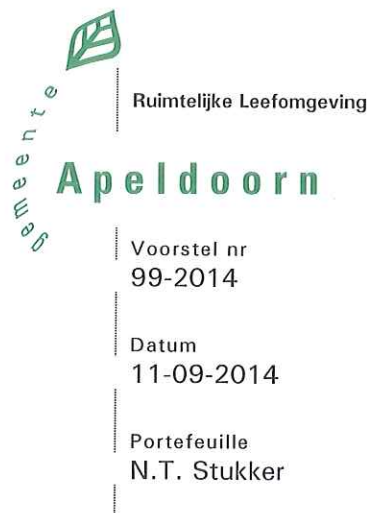 Ruimtelijke Leefomgeving
gemeente
Apeldoorn
Voorstel nr
99-2014
Datum
11-09-2014
Portefeuille
N.T. Stukker